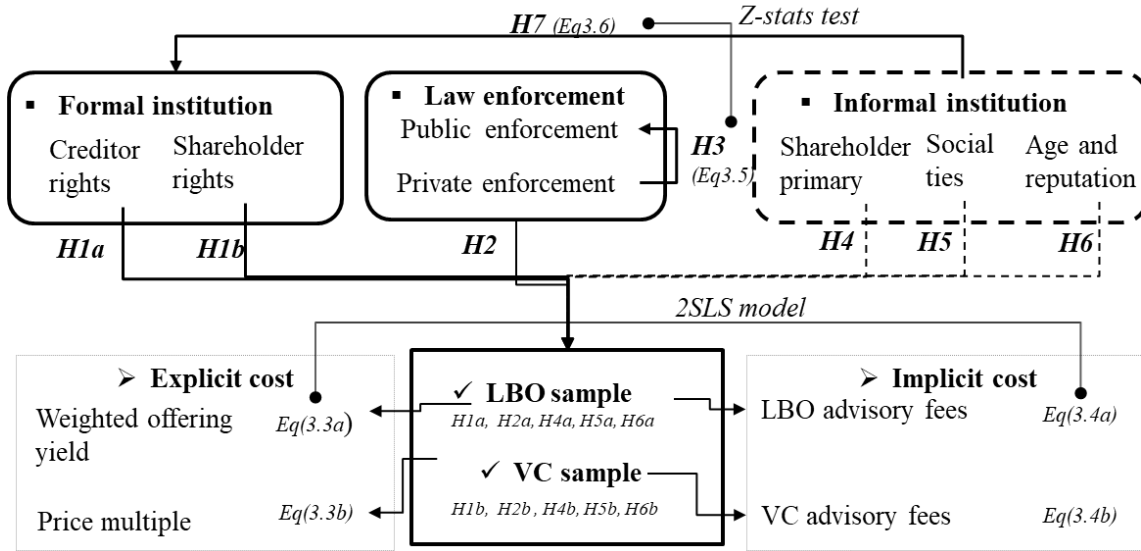 H7 (Eq3.6)
Z-stats test
▪ Formal institution
Creditor rights
Shareholder rights
▪ Law enforcement
Public enforcement
Private enforcement
H3
(Eq3.5)
▪ Informal institution
Shareholder primary
Social ties
Age and reputation
H1a
H1b
H2
H4
H5
H6
2SLS model
➢ Explicit cost
Weighted offering yield
Eq(3.3a)
Price multiple
Eq(3.3b)
✓ LBO sample
H1a, H2a, H4a, H5a, H6a
✓ VC sample
H1b, H2b, H4b, H5b, H6b
➢ Implicit cost
LBO advisory fees
Eq(3.4a)
VC advisory fees
Eq(3.4b)